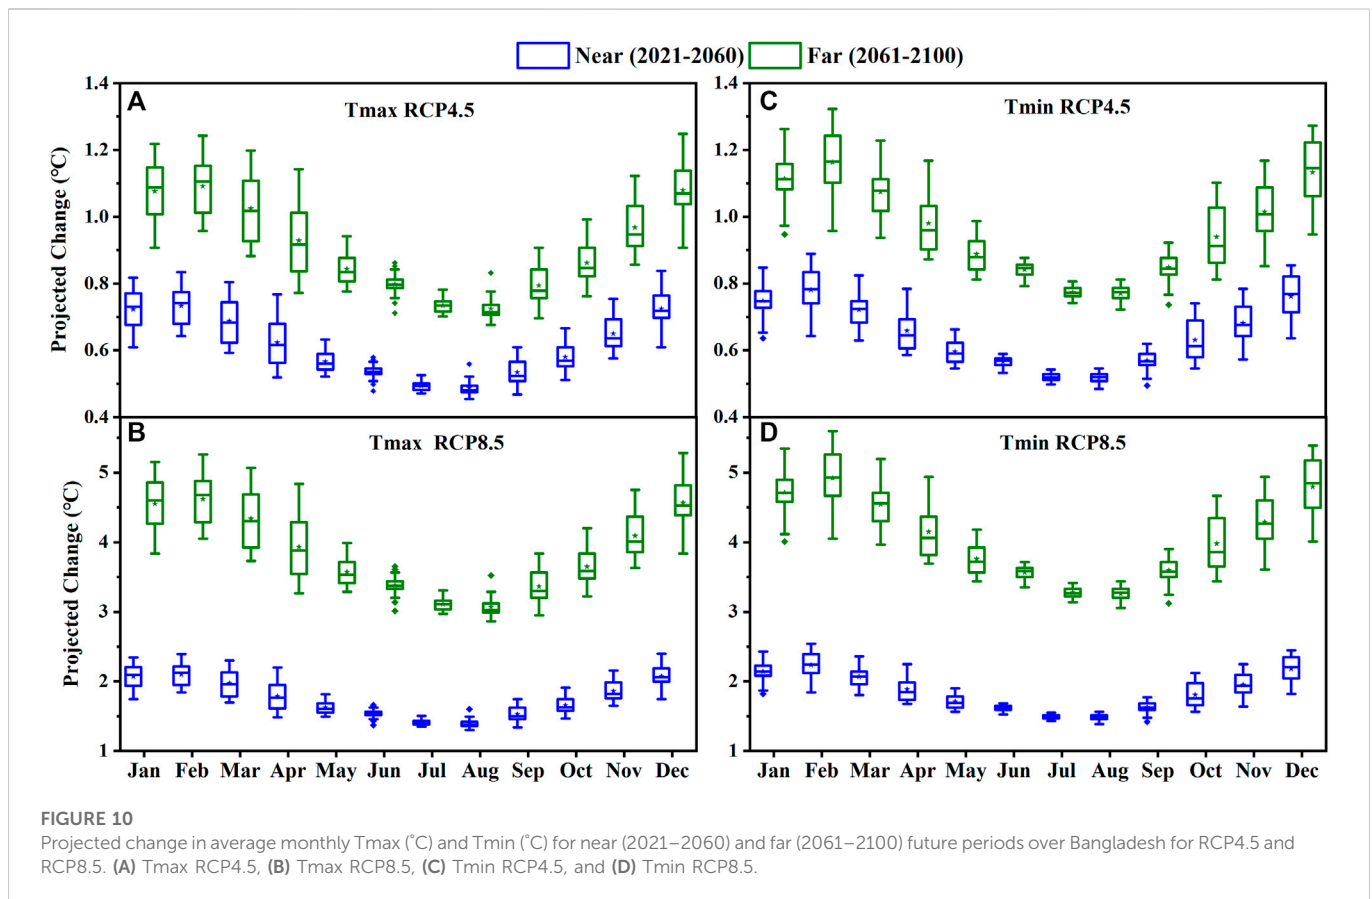 Near (2021-2060) Far (2061-2100)
A
Tmax RCP4.5
Projected Change (°C)
1.4
1.2
1.0
0.8
0.6
0.4
C
Tmin RCP4.5
Projected Change (°C)
1.4
1.2
1.0
0.8
0.6
0.4
B
Tmax RCP8.5
Projected Change (°C)
5
4
3
2
1
Jan Feb Mar Apr May Jun Jul Aug Sep Oct Nov Dec
D
Tmin RCP8.5
Projected Change (°C)
5
4
3
2
1
Jan Feb Mar Apr May Jun Jul Aug Sep Oct Nov Dec
FIGURE 10
Projected change in average monthly Tmax (°C) and Tmin (°C) for near (2021–2060) and far (2061–2100) future periods over Bangladesh for RCP4.5 and
RCP8.5. (A) Tmax RCP4.5, (B) Tmax RCP8.5, (C) Tmin RCP4.5, and (D) Tmin RCP8.5.